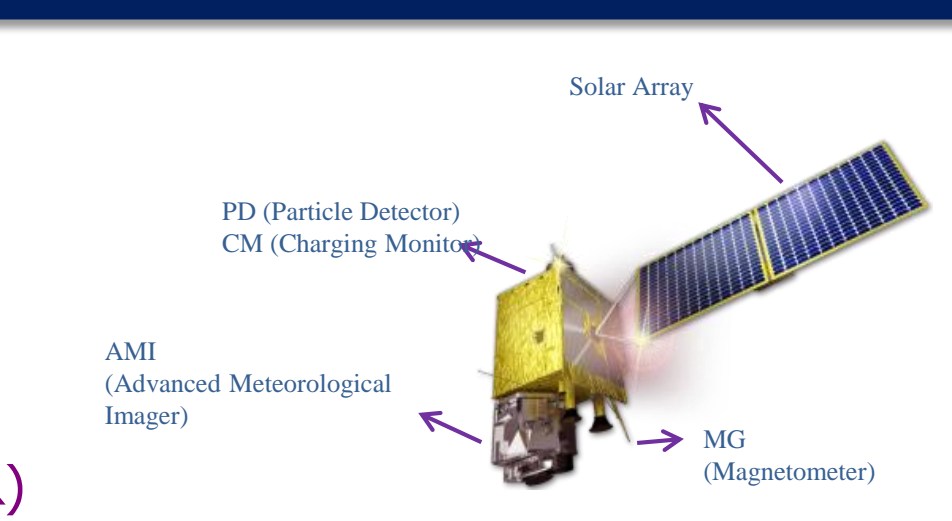 Solar Array
PD (Particle Detector)
CM (Charging Monitor)
AMI
(Advanced Meteorological
Imager)
MG
(Magnetometer)
)